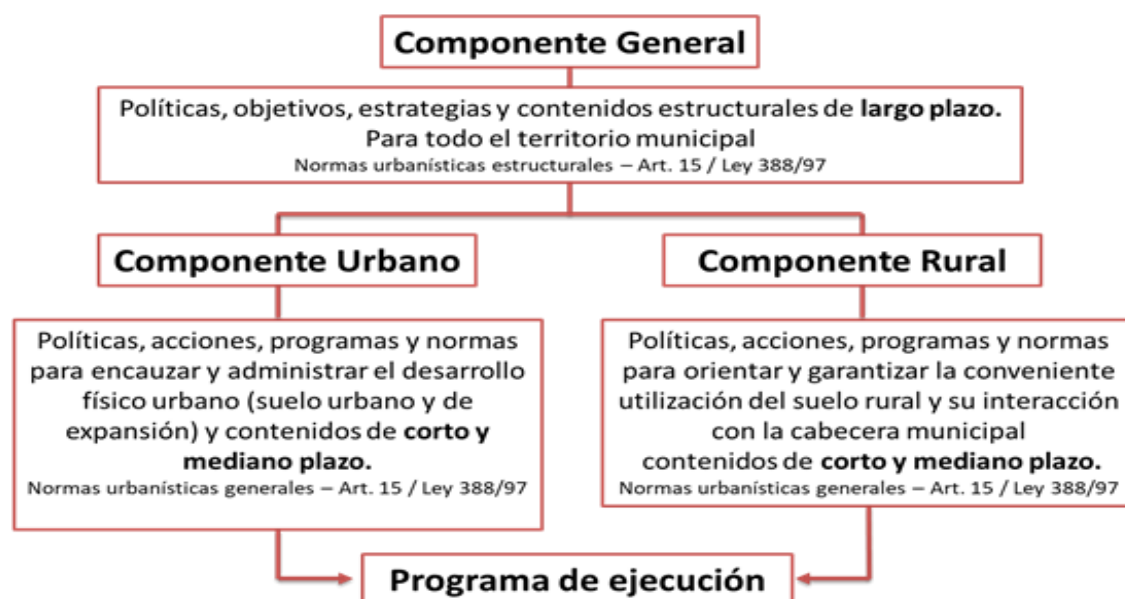 Componente General
Políticas, objetivos, estrategias y contenidos estructurales de largo plazo.
Para todo el territorio municipal
Normas urbanísticas estructurales – Art. 15 / Ley 388/97
Componente Urbano
Políticas, acciones, programas y normas
para encauzar y administrar el desarrollo
físico urbano (suelo urbano y de
expansión) y contenidos de corto y
mediano plazo.
Normas urbanísticas generales – Art. 15 / Ley 388/97
Componente Rural
Políticas, acciones, programas y normas
para orientar y garantizar la conveniente
utilización del suelo rural y su interacción
con la cabecera municipal
contenidos de corto y mediano plazo.
Normas urbanísticas generales – Art. 15 / Ley 388/97
Programa de ejecución